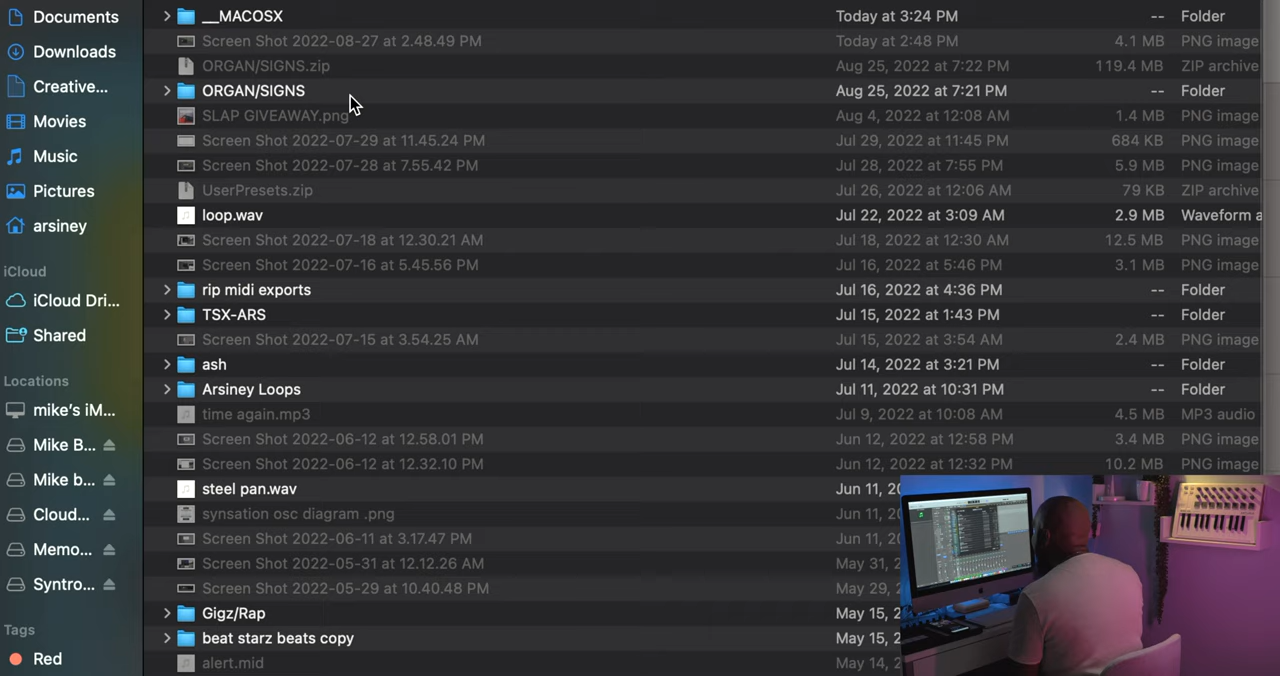 Documents
Downloads
Creative...
Movies
Music
Pictures
arsiney
iCloud
iCloud Dri...
Shared
Locations
mike's iM...
Mike B...
Mike b...
Cloud...
Memo...
Syntro...
Tags
Red
__MACOSX Today at 3:24 PM -- Folder
Screen Shot 2022-08-27 at 2.48.49 PM Today at 2:48 PM 4.1 MB PNG image
ORGAN/SIGNS.zip Aug 25, 2022 at 7:22 PM 119.4 MB ZIP archive
ORGAN/SIGNS Aug 25, 2022 at 7:21 PM -- Folder
SLAP GIVEAWAY.png Aug 4, 2022 at 12:08 AM 1.4 MB PNG image
Screen Shot 2022-07-29 at 11.45.24 PM Jul 29, 2022 at 11:45 PM 684 KB PNG image
Screen Shot 2022-07-28 at 7.55.42 PM Jul 28, 2022 at 7:55 PM 5.9 MB PNG image
UserPresets.zip Jul 26, 2022 at 12:06 AM 79 KB ZIP archive
loop.wav Jul 22, 2022 at 3:09 AM 2.9 MB Waveform a
Screen Shot 2022-07-18 at 12.30.21 AM Jul 18, 2022 at 12:30 AM 12.5 MB PNG image
Screen Shot 2022-07-16 at 5.45.56 PM Jul 16, 2022 at 5:46 PM 3.1 MB PNG image
rip midi exports Jul 16, 2022 at 4:36 PM -- Folder
TSX-ARS Jul 15, 2022 at 1:43 PM -- Folder
Screen Shot 2022-07-15 at 3.54.25 AM Jul 15, 2022 at 3:54 AM 2.4 MB PNG image
ash Jul 14, 2022 at 3:21 PM -- Folder
Arsiney Loops Jul 11, 2022 at 10:31 PM -- Folder
time again.mp3 Jul 9, 2022 at 10:08 AM 4.5 MB MP3 audio
Screen Shot 2022-06-12 at 12.58.01 PM Jun 12, 2022 at 12:58 PM 3.4 MB PNG image
Screen Shot 2022-06-12 at 12.32.10 PM Jun 12, 2022 at 12:32 PM 10.2 MB PNG image
steel pan.wav Jun 11, 20
synsation osc diagram .png Jun 11, 20
Screen Shot 2022-06-11 at 3.17.47 PM Jun 11, 20
Screen Shot 2022-05-31 at 12.12.26 AM May 31, 20
Screen Shot 2022-05-29 at 10.40.48 PM May 29, 20
Gigz/Rap May 15, 20
beat starz beats copy May 15, 20
alert.mid May 14, 20